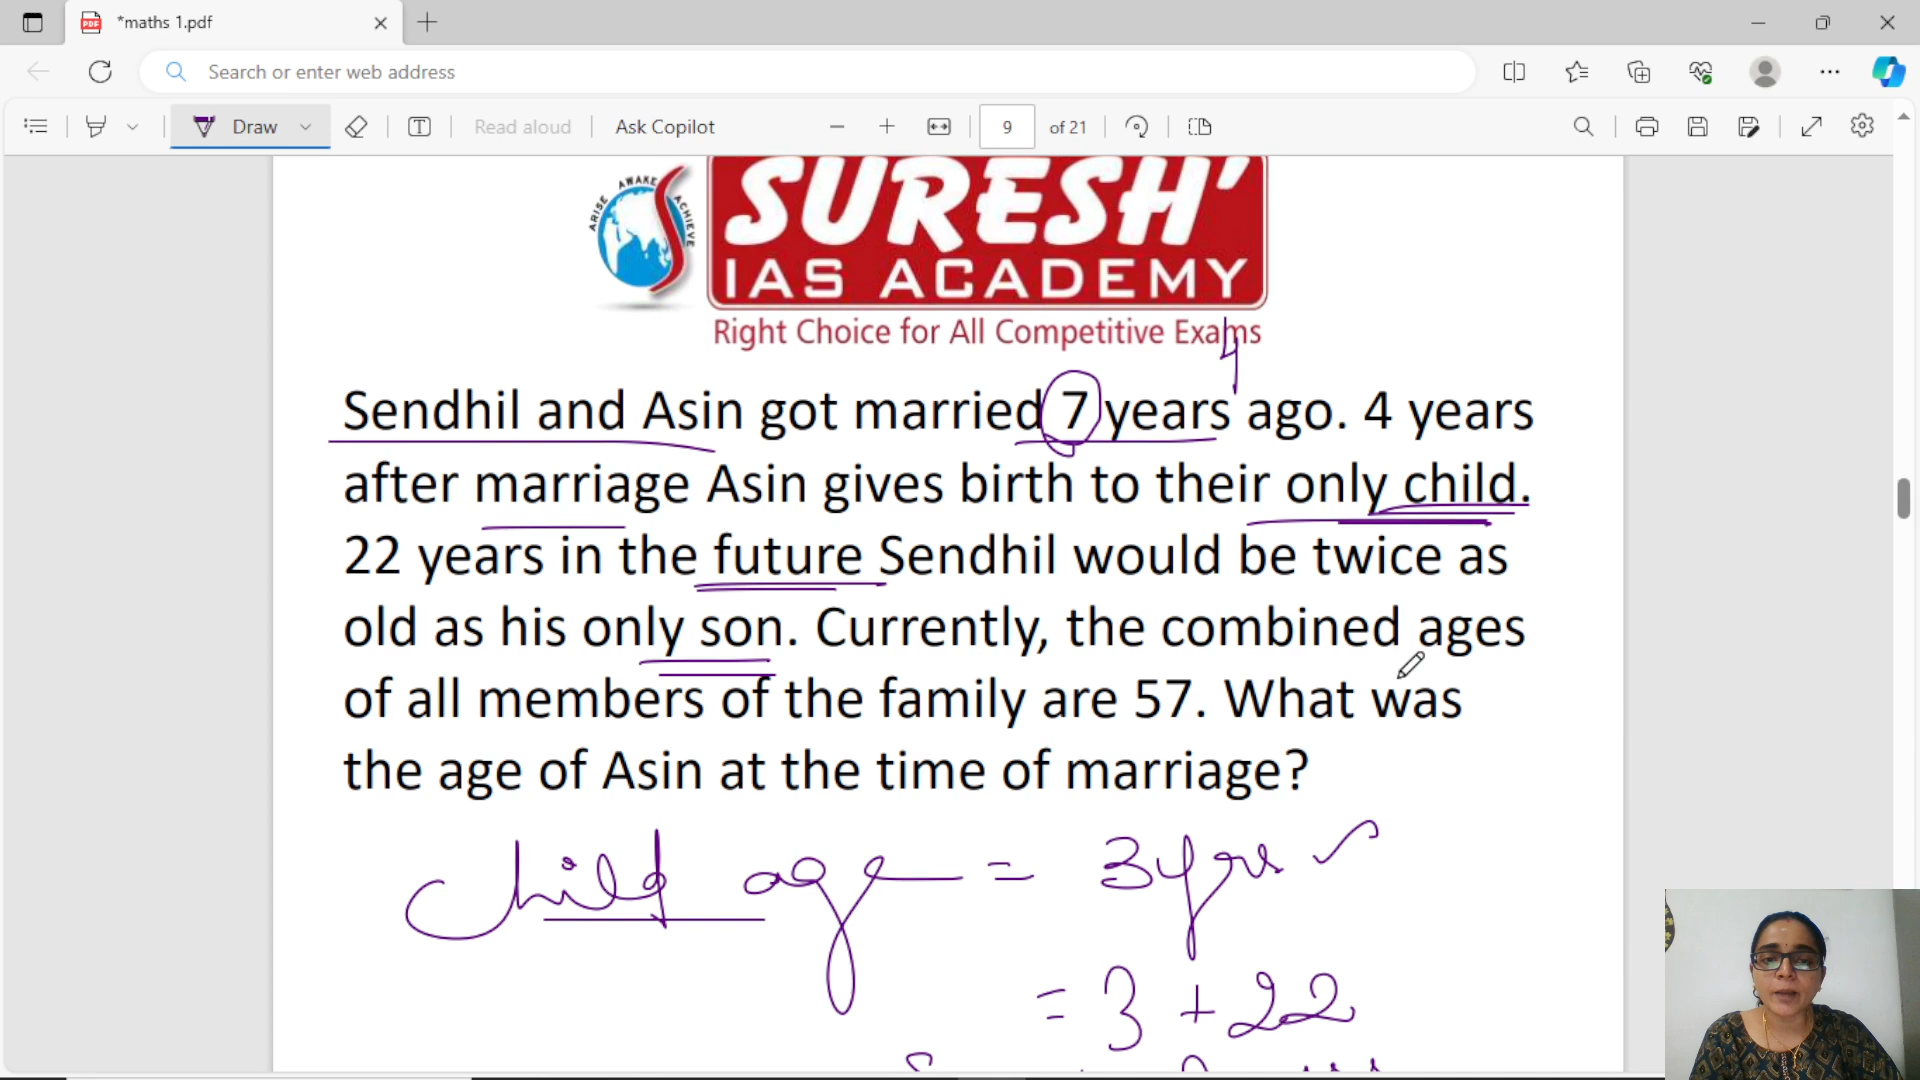 *maths 1.pdf
Search or enter web address
Draw
Read aloud
Ask Copilot
9 of 21
ARISE AWAKE ACHIEVE
SURESH'
IAS ACADEMY
Right Choice for All Competitive Exams
4
Sendhil and Asin got married 7 years ago. 4 years
after marriage Asin gives birth to their only child.
22 years in the future Sendhil would be twice as
old as his only son. Currently, the combined ages
of all members of the family are 57. What was
the age of Asin at the time of marriage?
Child age = 3yrs
= 3 + 22